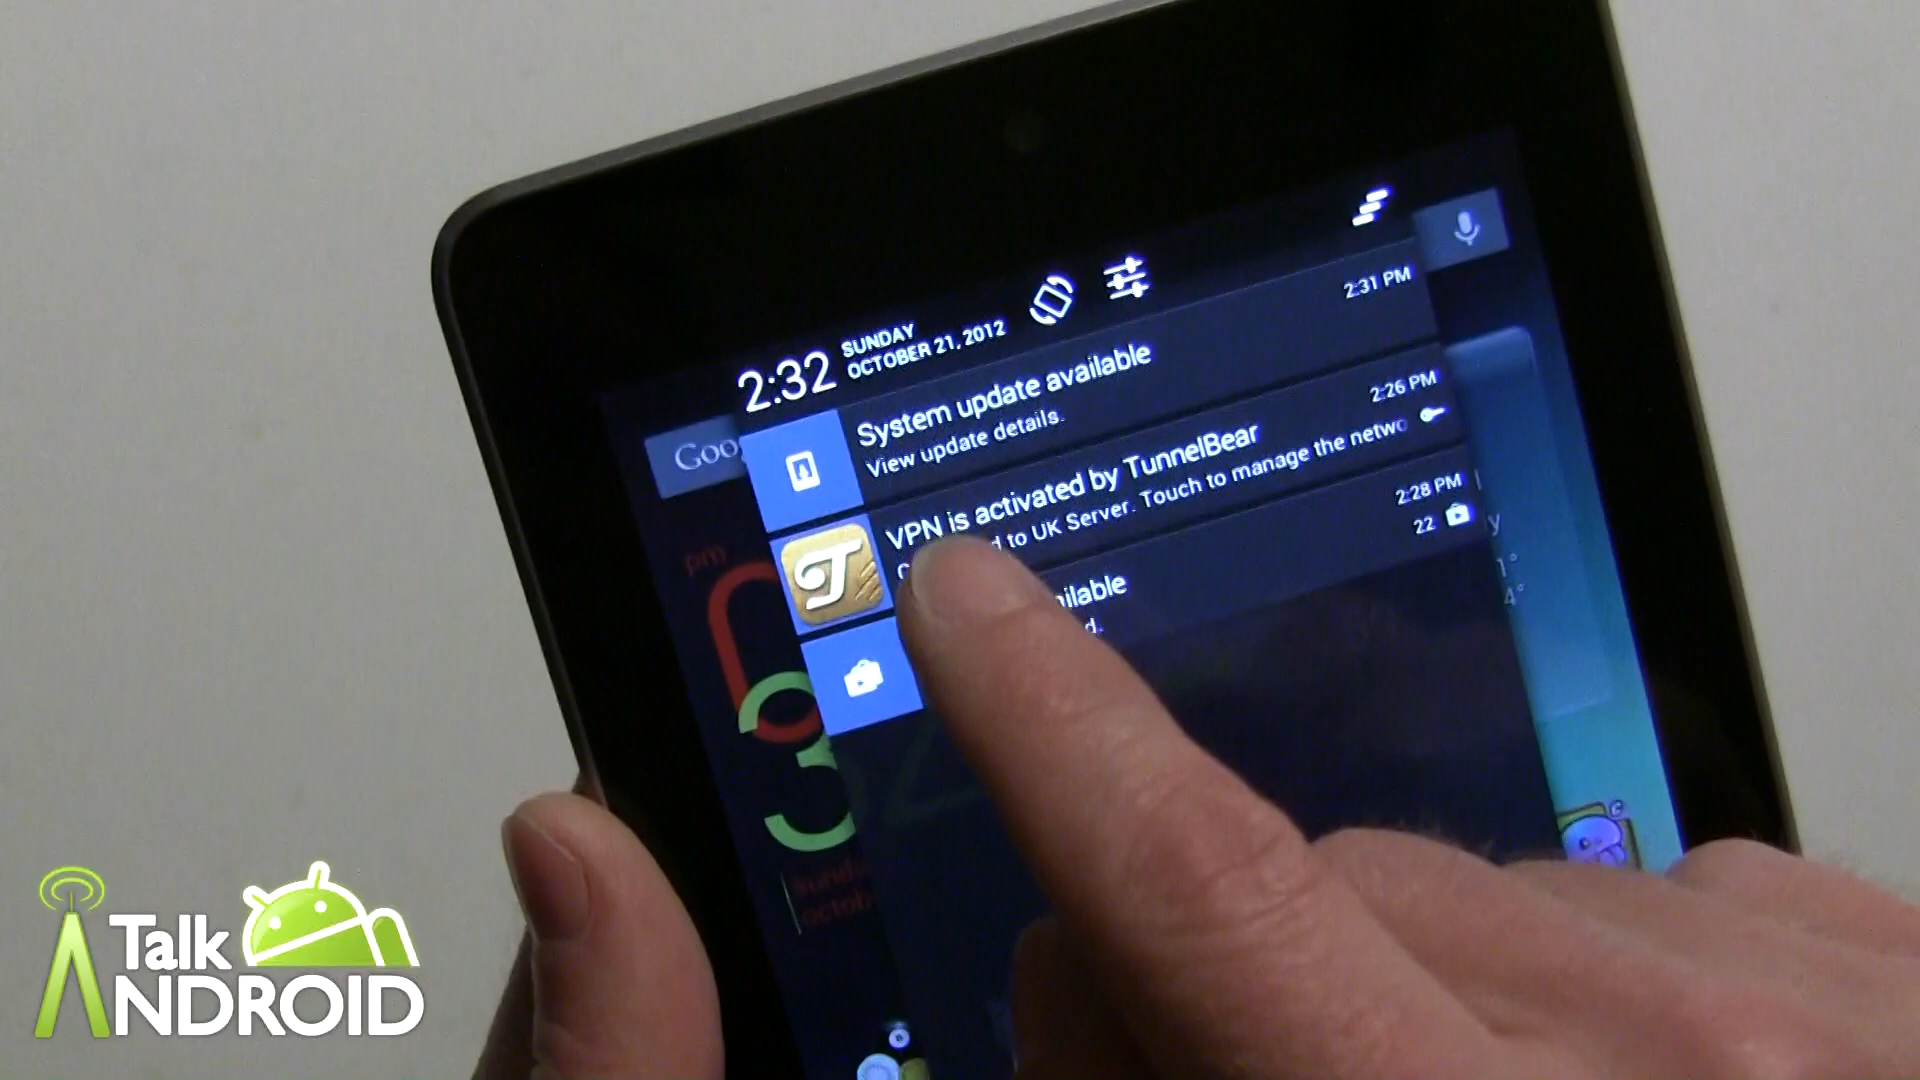 2:31 PM
2:32
SUNDAY
OCTOBER 21, 2012
System update available
View update details.
2:26 PM
VPN is activated by TunnelBear
to UK Server. Touch to manage the netwo
2:28 PM
22
Goo
pm
3
Talk
ANDROID